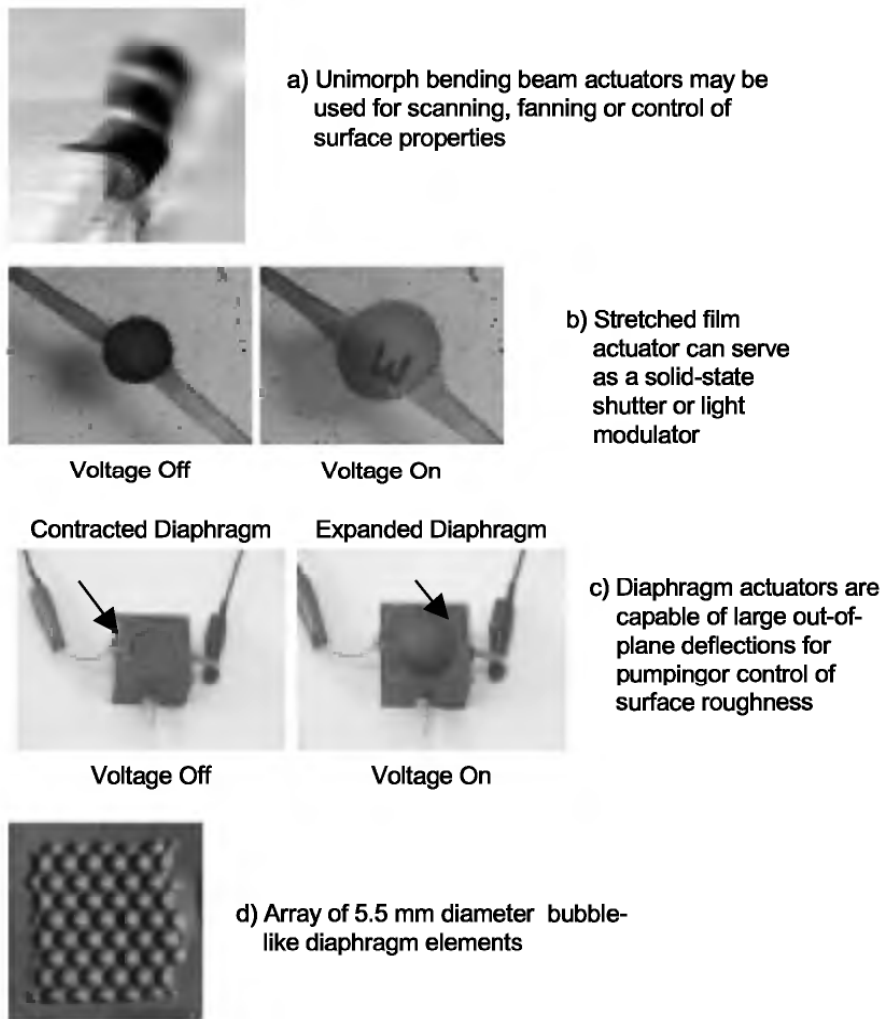 a) Unimorph bending beam actuators may be
used for scanning, fanning or control of
surface properties
b) Stretched film
actuator can serve
as a solid-state
shutter or light
modulator
Voltage Off
Voltage On
Contracted Diaphragm
Expanded Diaphragm
c) Diaphragm actuators are
capable of large out-of-
plane deflections for
pumpingor control of
surface roughness
Voltage Off
Voltage On
d) Array of 5.5 mm diameter bubble-
like diaphragm elements